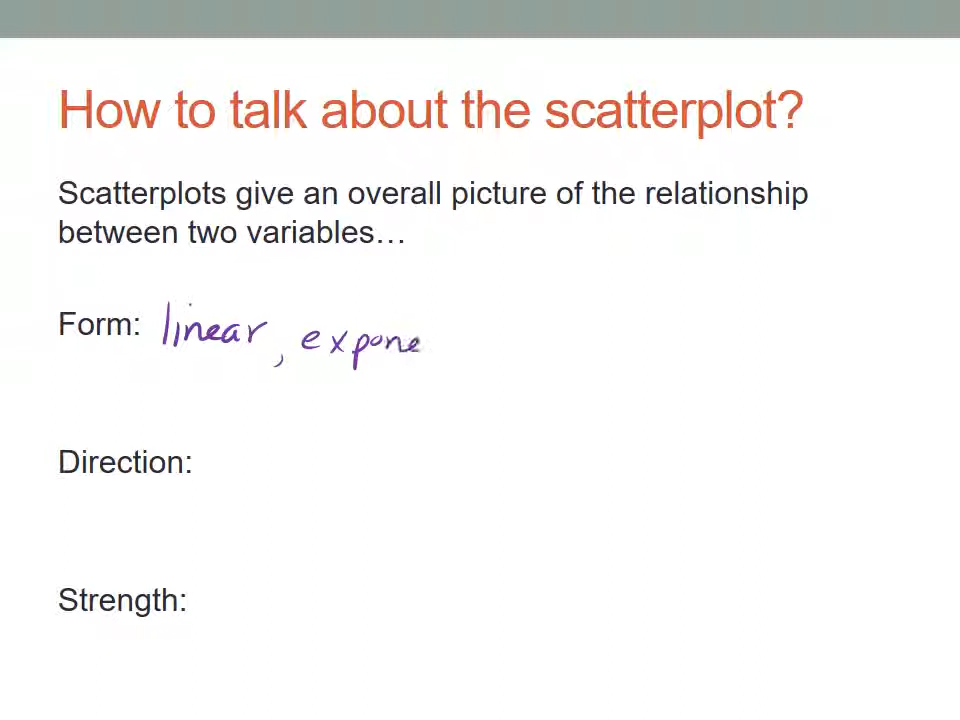 How to talk about the scatterplot?
Scatterplots give an overall picture of the relationship
between two variables…
Form: linear, expone
Direction:
Strength: